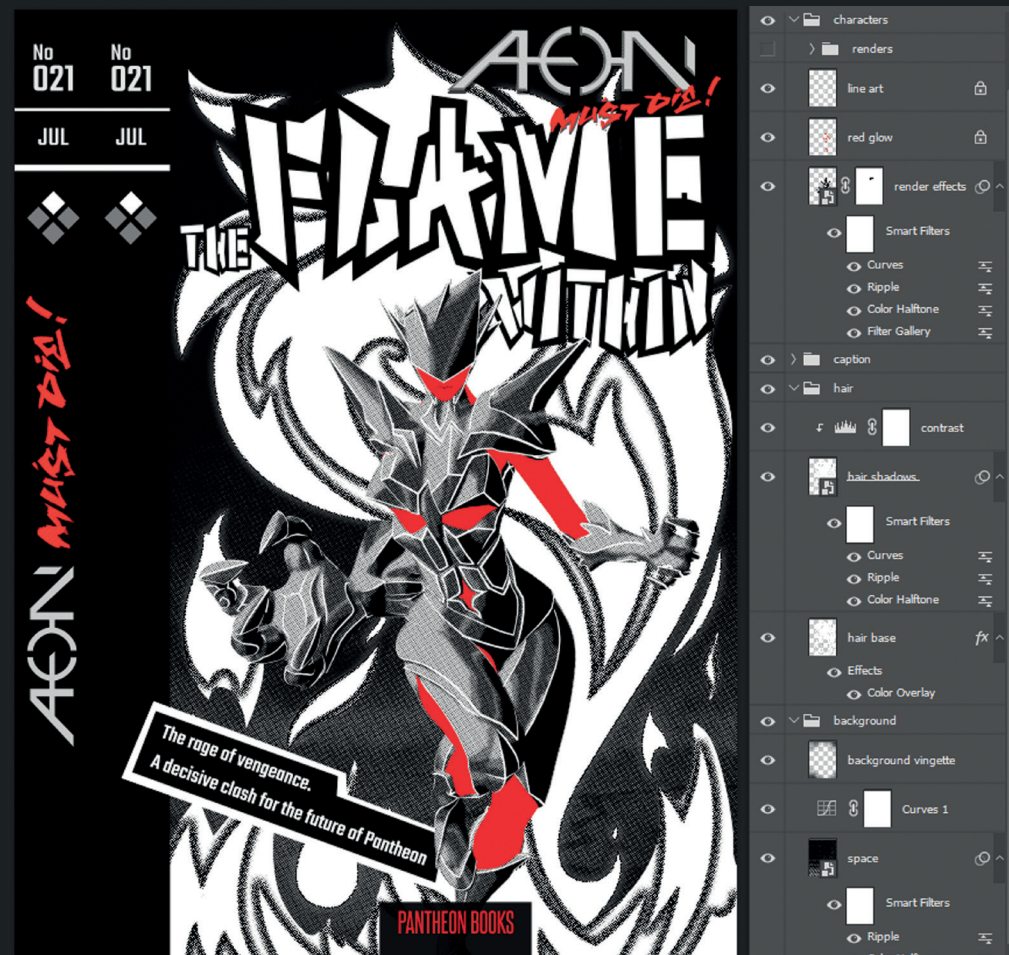 No No
021 021
JUL JUL
AEON MUST DIE!
AEON
MUST DIE!
THE FLAME WITHIN
The rage of vengeance.
A decisive clash for the future of Pantheon
PANTHEON BOOKS
characters
renders
line art
red glow
render effects
Smart Filters
Curves
Ripple
Color Halftone
Filter Gallery
caption
hair
contrast
hair shadows
Smart Filters
Curves
Ripple
Color Halftone
hair base
fx
Effects
Color Overlay
background
background vingette
Curves 1
space
Smart Filters
Ripple